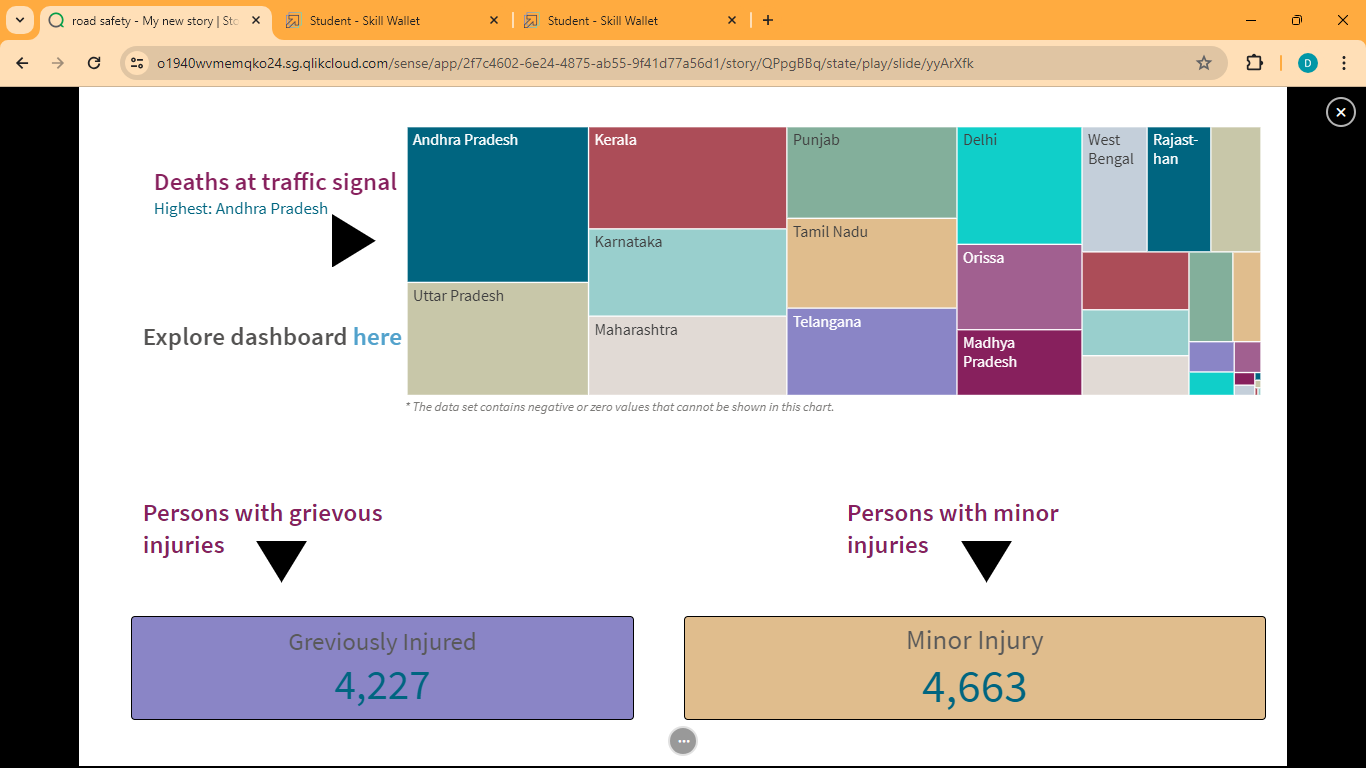 road safety - My new story | Sto
Student - Skill Wallet
Student - Skill Wallet
o1940wvmemqko24.sg.qlikcloud.com/sense/app/2f7c4602-6e24-4875-ab55-9f41d77a56d1/story/QPpgBBq/state/play/slide/yyArXfk
D
Deaths at traffic signal
Highest: Andhra Pradesh
Explore dashboard here
Andhra Pradesh
Uttar Pradesh
Kerala
Karnataka
Maharashtra
Punjab
Tamil Nadu
Telangana
Delhi
Orissa
Madhya
Pradesh
West
Bengal
Rajast-
han
* The data set contains negative or zero values that cannot be shown in this chart.
Persons with grievous
injuries
Persons with minor
injuries
Greviously Injured
4,227
Minor Injury
4,663